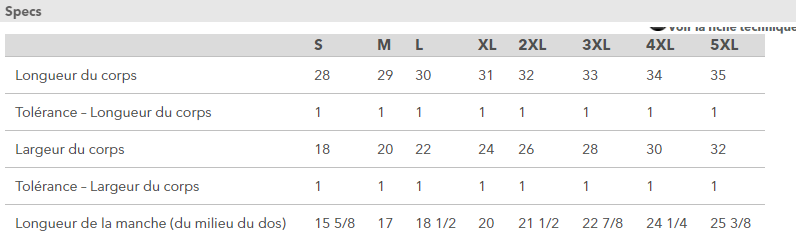 Specs
Voir la fiche technique
S M L XL 2XL 3XL 4XL 5XL
Longueur du corps 28 29 30 31 32 33 34 35
Tolérance – Longueur du corps 1 1 1 1 1 1 1 1
Largeur du corps 18 20 22 24 26 28 30 32
Tolérance – Largeur du corps 1 1 1 1 1 1 1 1
Longueur de la manche (du milieu du dos) 15 5/8 17 18 1/2 20 21 1/2 22 7/8 24 1/4 25 3/8